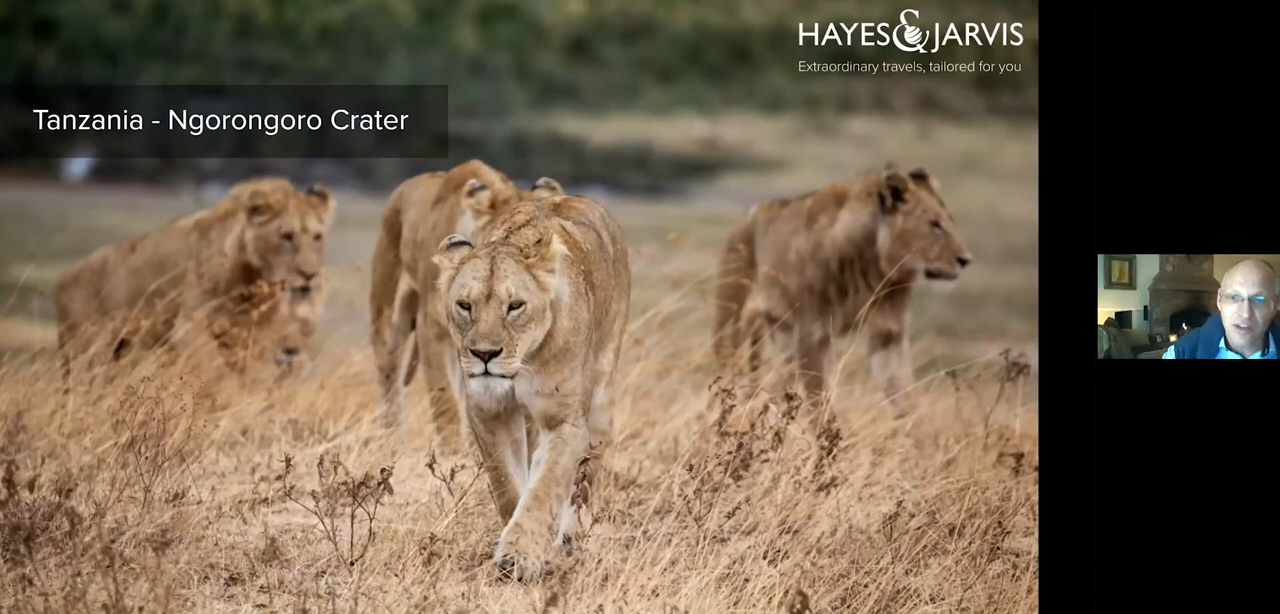 HAYES & JARVIS
Extraordinary travels, tailored for you
Tanzania - Ngorongoro Crater